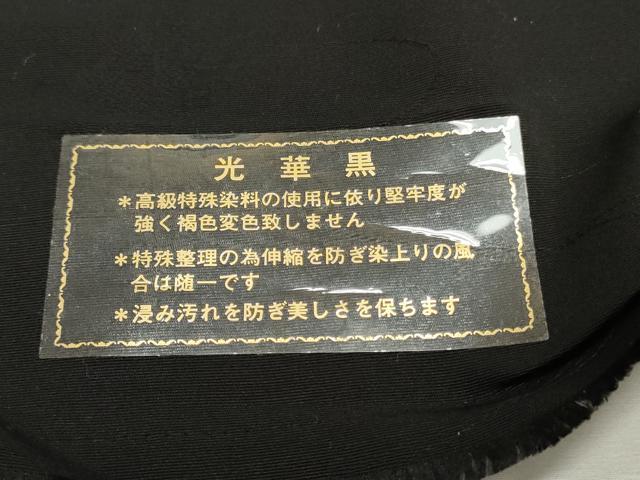 光華黒
*高級特殊染料の使用に依り堅牢度が
強く褐色変色致しません
*特殊整理の為伸縮を防ぎ染上りの風
合は随一です
*浸み汚れを防ぎ美しさを保ちます